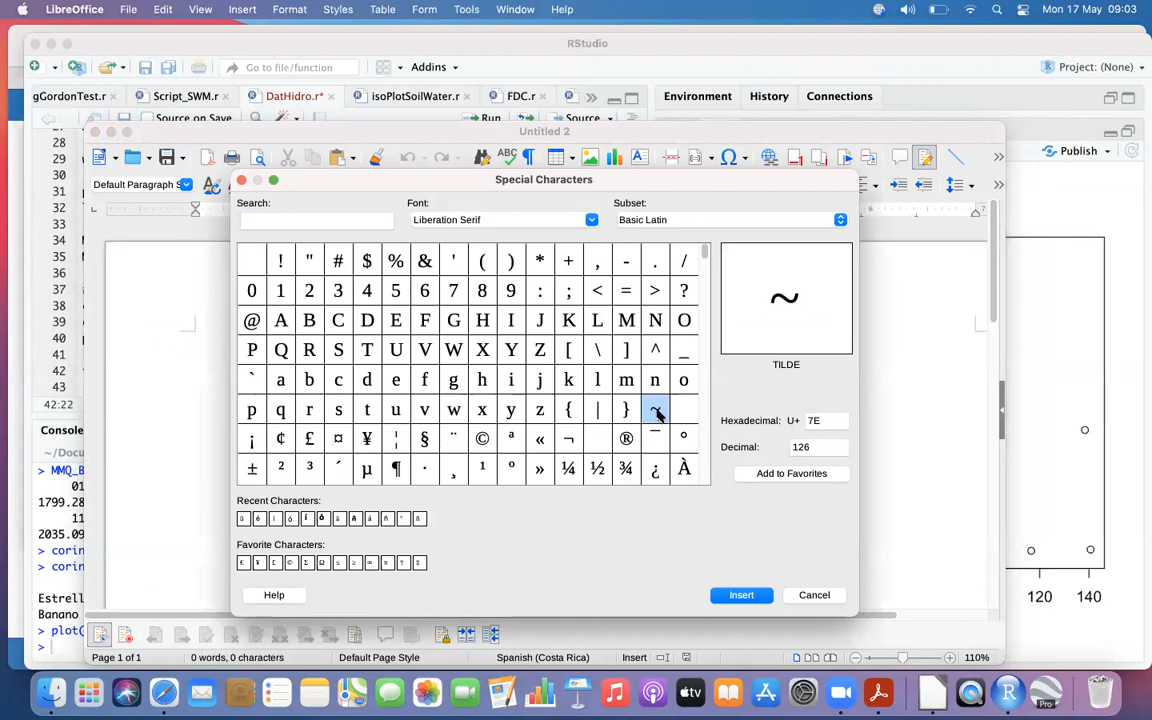 LibreOffice File Edit View Insert Format Styles Table Form Tools Window Help Mon 17 May 09:03
RStudio
Go to file/function Addins Project: (None)
gGordonTest.r Script_SWM.r DatHidro.r* isoPlotSoilWater.r FDC.r Environment History Connections
Source on Save Run Source
28
Untitled 2
29
30 Publish
31 Default Paragraph S
Special Characters
32
33
34
35
36
37
38
39
40
41
42
43
42:22
Search: Font: Subset:
Liberation Serif Basic Latin
! " # $ % & ' ( ) * + , - . /
0 1 2 3 4 5 6 7 8 9 : ; < = > ?
@ A B C D E F G H I J K L M N O
P Q R S T U V W X Y Z [ \ ] ^ _
` a b c d e f g h i j k l m n o
p q r s t u v w x y z { | } ~
¡ ¢ £ ¤ ¥ ¦ § ¨ © ª « ¬ ® ¯ °
± ² ³ ´ µ ¶ · ¸ ¹ º » ¼ ½ ¾ ¿ À
~
TILDE
Hexadecimal: U+ 7E
Decimal: 126
Add to Favorites
Recent Characters:
Favorite Characters:
Help Insert Cancel
Console
~/Doc
> MMQ_B
01
1799.28
11
2035.09
> corin
> corin
Estrell
Banano
> plot(
>
120 140
Page 1 of 1 0 words, 0 characters Default Page Style Spanish (Costa Rica) Insert 110%